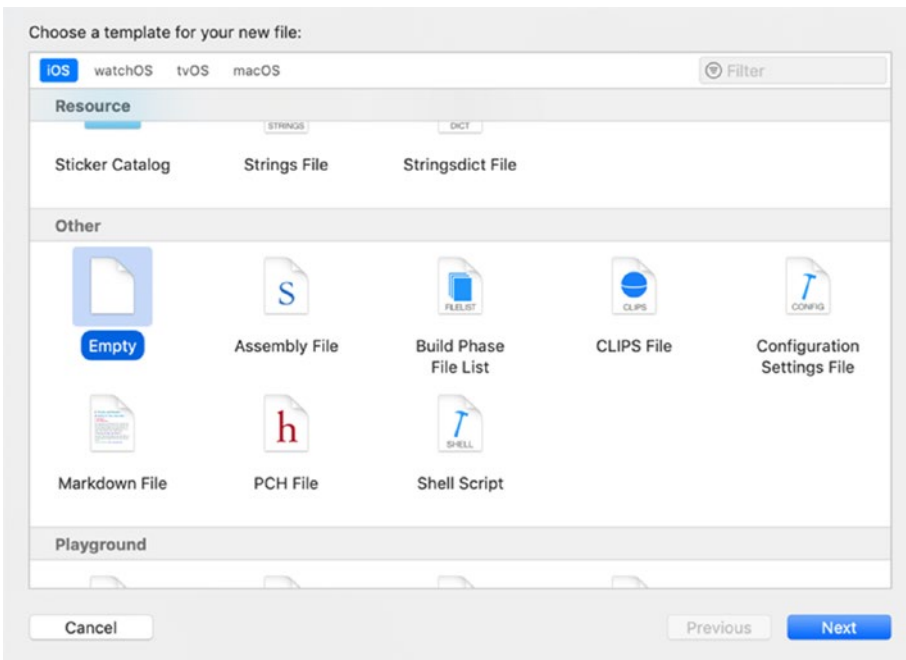 Choose a template for your new file:
iOS watchOS tvOS macOS Filter
Resource
STRINGS DICT
Sticker Catalog Strings File Stringsdict File
Other
S FILELIST CLIPS CONFIG
Empty Assembly File Build Phase File List CLIPS File Configuration Settings File
h SHELL
Markdown File PCH File Shell Script
Playground
Cancel Previous Next